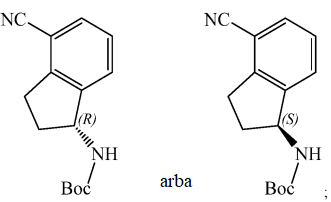 NC NC
(R) (S)
NH NH
Boc arba Boc ;